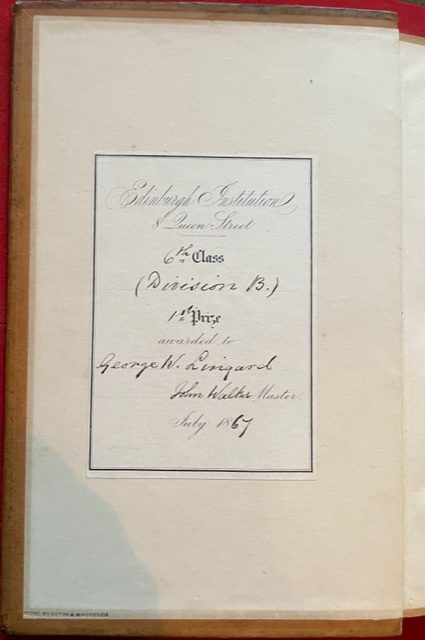 Edinburgh Institution
8 Queen Street
6th Class
(Division B.)
1st Prize
awarded to
George W. Lingard
John Walker Master
July 1867
& MACKENZIE